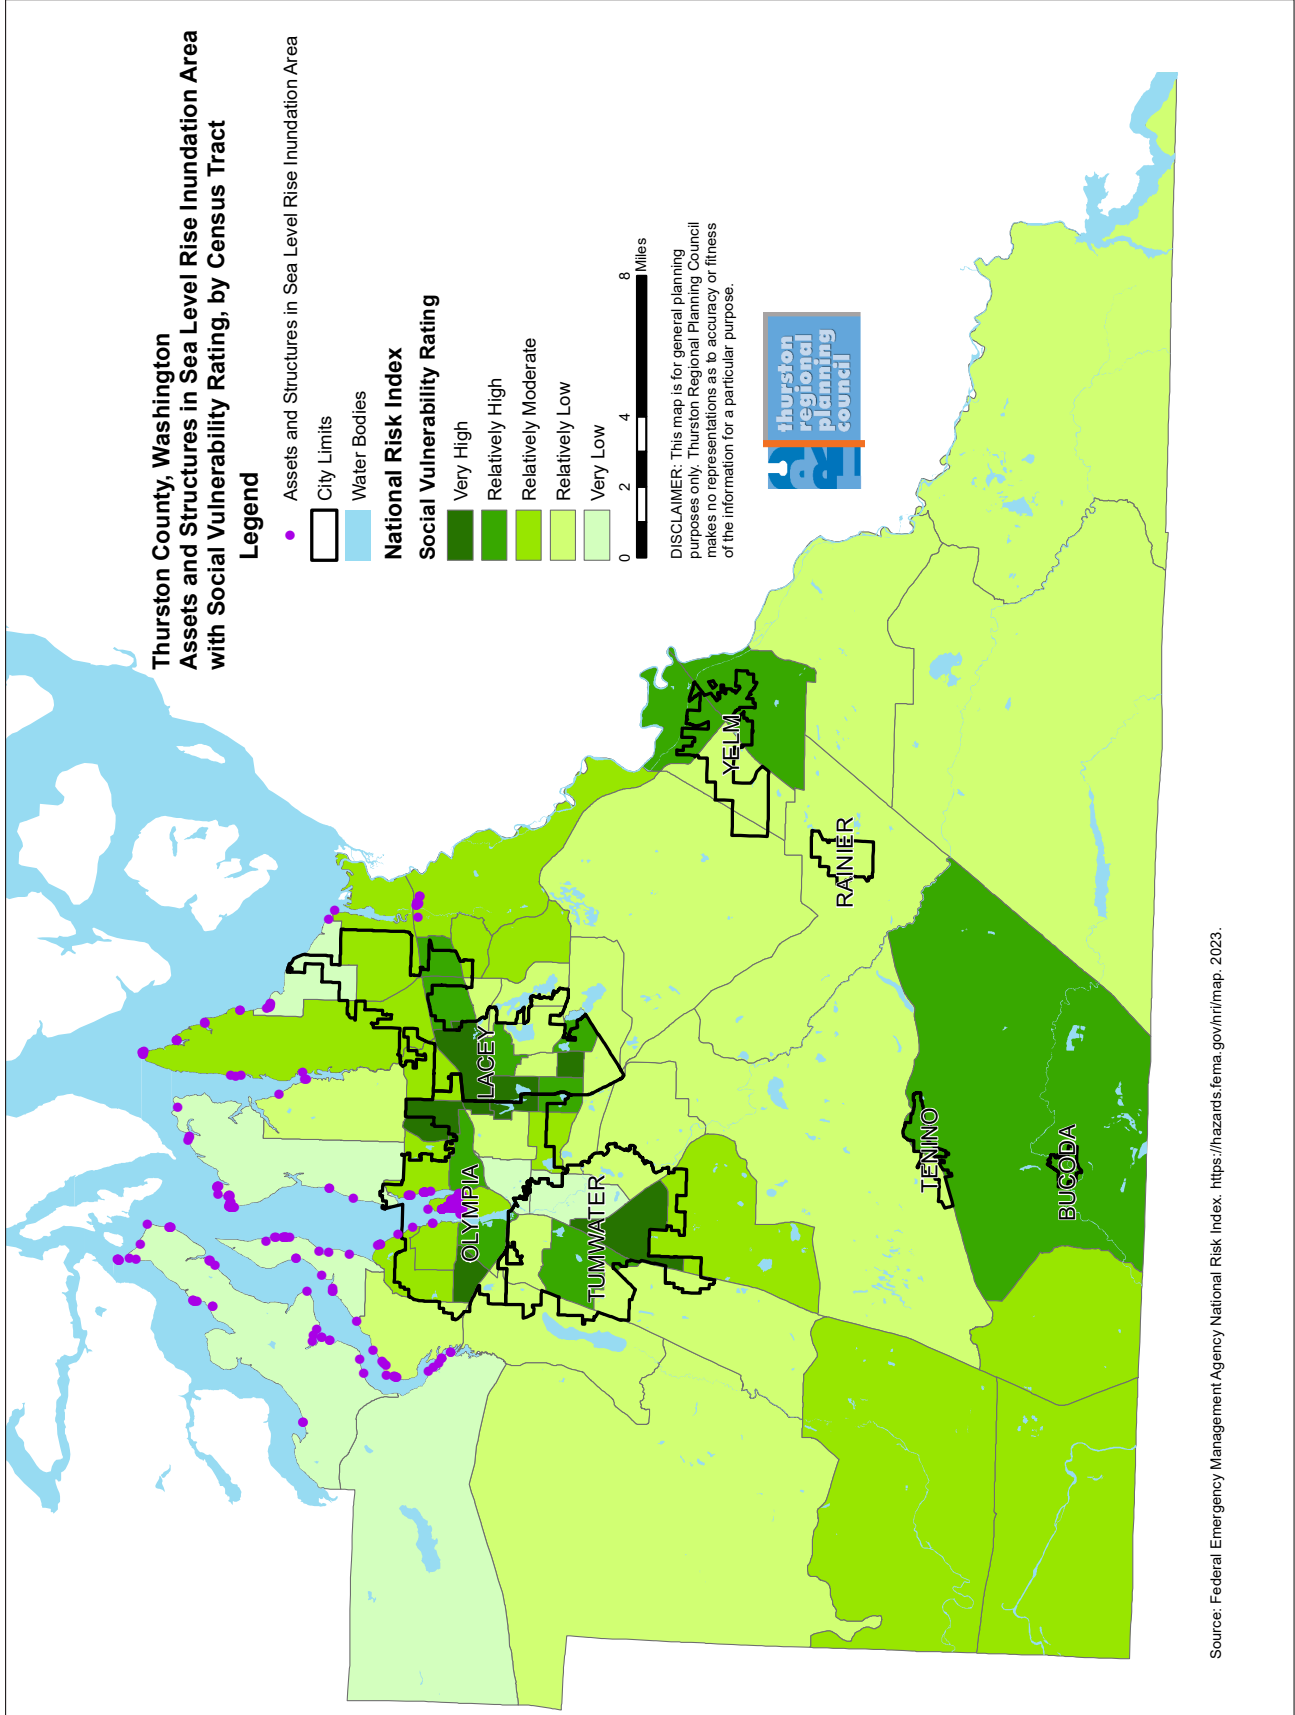 Thurston County, Washington
Assets and Structures in Sea Level Rise Inundation Area
with Social Vulnerability Rating, by Census Tract
Legend
Assets and Structures in Sea Level Rise Inundation Area
City Limits
Water Bodies
National Risk Index
Social Vulnerability Rating
Very High
Relatively High
Relatively Moderate
Relatively Low
Very Low
0 2 4 8
Miles
DISCLAIMER: This map is for general planning
purposes only. Thurston Regional Planning Council
makes no representations as to accuracy or fitness
of the information for a particular purpose.
TRPC
thurston
regional
planning
council
OLYMPIA
LACEY
TUMWATER
YELM
RAINIER
TENINO
BUCODA
Source: Federal Emergency Management Agency National Risk Index. https://hazards.fema.gov/nri/map. 2023.